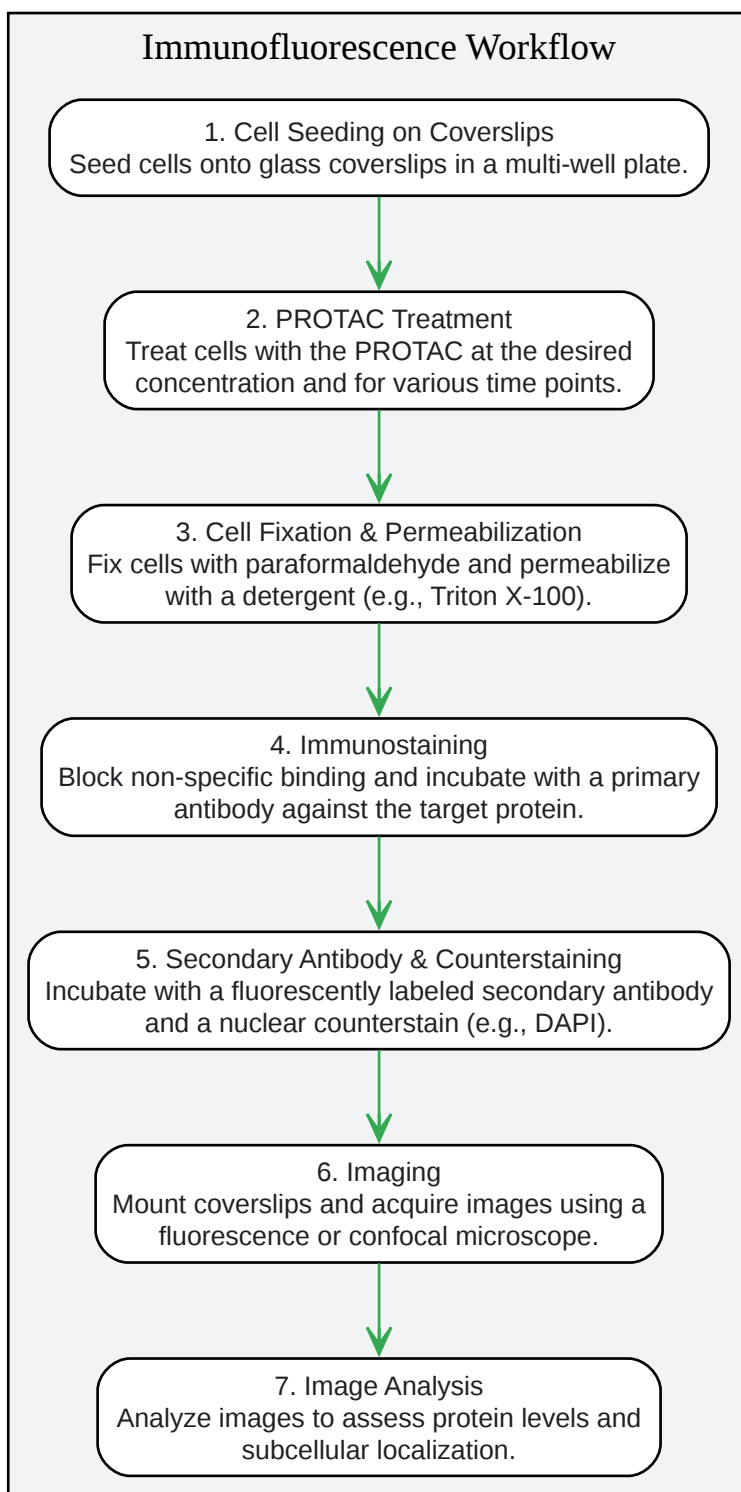 Immunofluorescence Workflow
1. Cell Seeding on Coverslips
Seed cells onto glass coverslips in a multi-well plate.
2. PROTAC Treatment
Treat cells with the PROTAC at the desired
concentration and for various time points.
3. Cell Fixation & Permeabilization
Fix cells with paraformaldehyde and permeabilize
with a detergent (e.g., Triton X-100).
4. Immunostaining
Block non-specific binding and incubate with a primary
antibody against the target protein.
5. Secondary Antibody & Counterstaining
Incubate with a fluorescently labeled secondary antibody
and a nuclear counterstain (e.g., DAPI).
6. Imaging
Mount coverslips and acquire images using a
fluorescence or confocal microscope.
7. Image Analysis
Analyze images to assess protein levels and
subcellular localization.